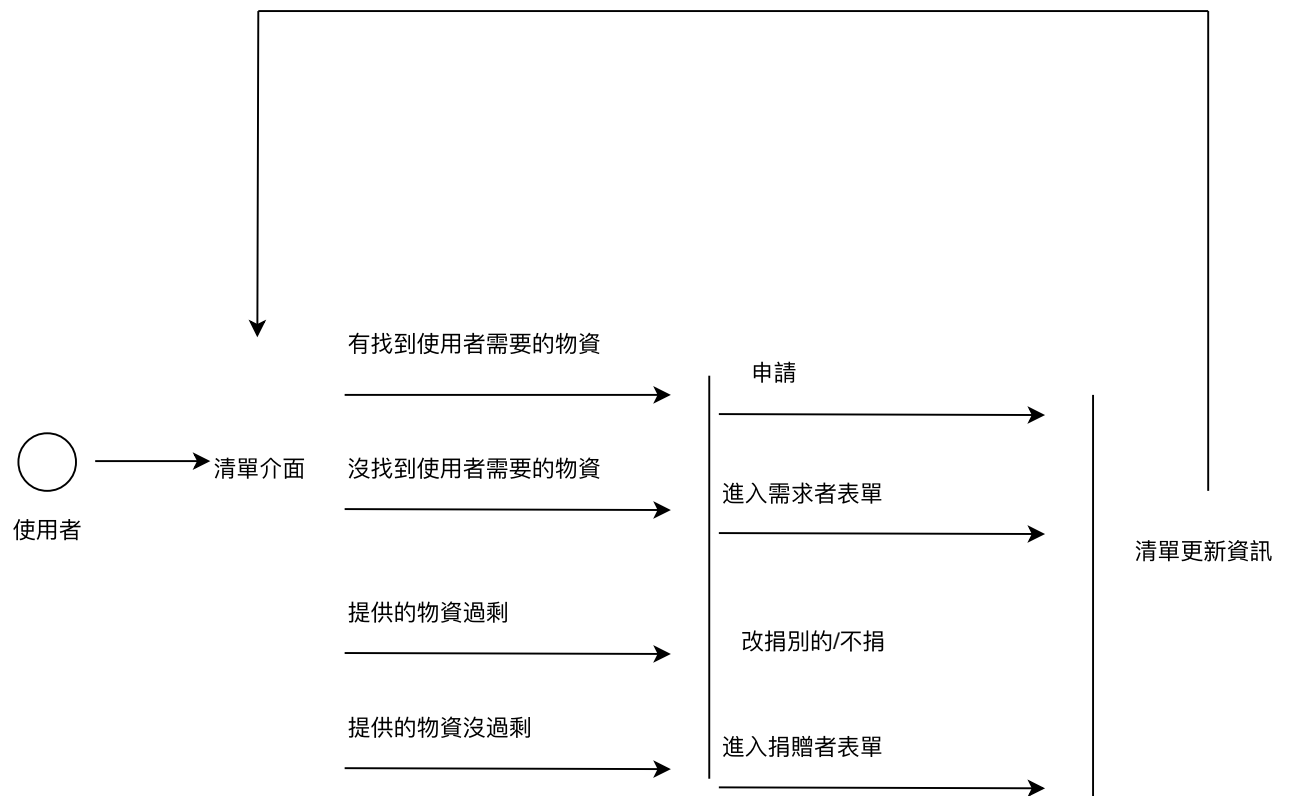 有找到使用者需要的物資
申請
清單介面
沒找到使用者需要的物資
進入需求者表單
使用者
清單更新資訊
提供的物資過剩
改捐別的/不捐
提供的物資沒過剩
進入捐贈者表單